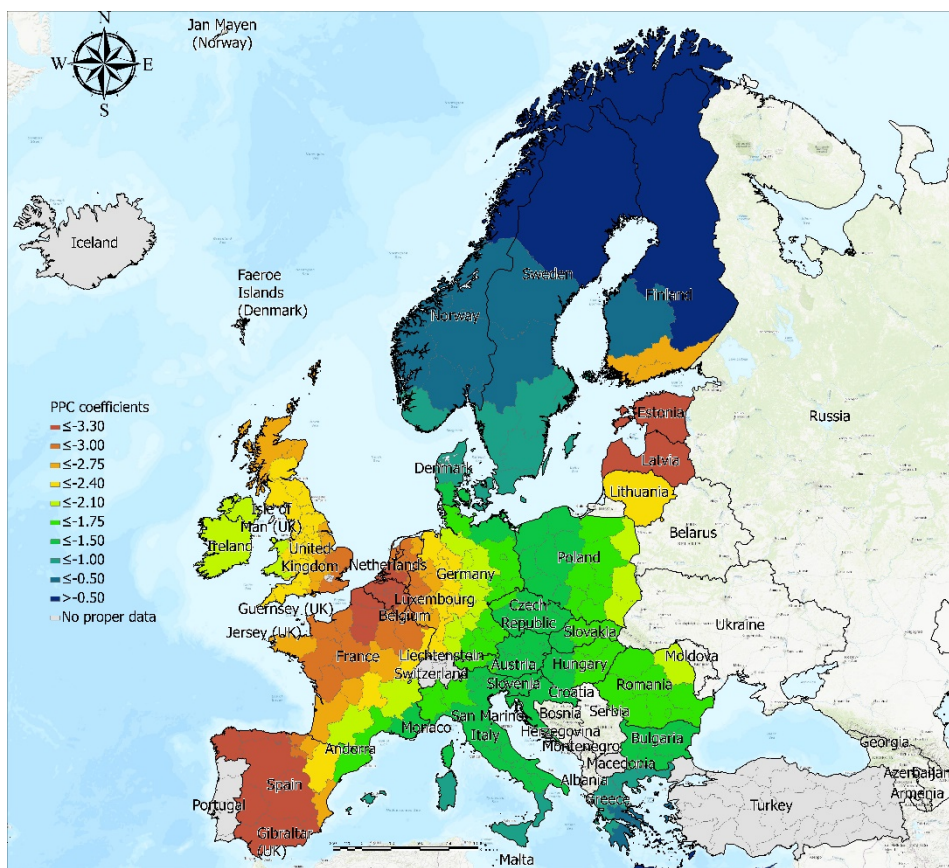 Jan Mayen
(Norway)
N
W
E
S
Iceland
Faeroe
Islands
(Denmark)
Sweden
Norway
Finland
Russia
PPC coefficients
≤-3.30
≤-3.00
≤-2.75
≤-2.40
≤-2.10
≤-1.75
≤-1.50
≤-1.00
≤-0.50
>-0.50
No proper data
Estonia
Latvia
Lithuania
Denmark
Belarus
Isle of
Man (UK)
Ireland
United
Kingdom
Netherlands
Germany
Poland
Guernsey (UK)
Luxembourg
Belgium
Jersey (UK)
Czech
Republic
Ukraine
Slovakia
France
Liechtenstein
Switzerland
Austria
Hungary
Moldova
Slovenia
Romania
Croatia
Monaco
San Marino
Bosnia
Serbia
Herzegovina
Andorra
Italy
Montenegro
Bulgaria
Macedonia
Georgia
Albania
Azerbaijan
Armenia
Spain
Portugal
Greece
Turkey
Gibraltar
(UK)
Malta